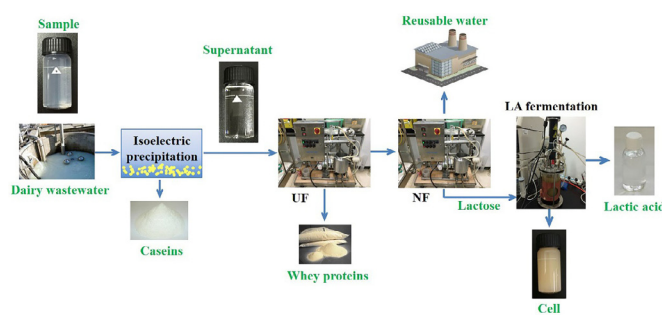 Sample
Supernatant
Reusable water
LA fermentation
Isoelectric
precipitation
Dairy wastewater
UF
NF
Lactose
Lactic acid
Caseins
Whey proteins
Cell